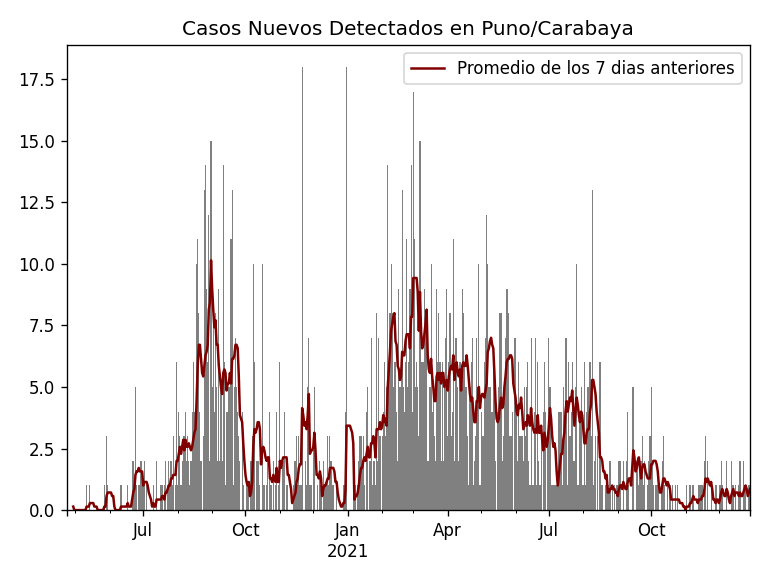 Casos Nuevos Detectados en Puno/Carabaya
Promedio de los 7 dias anteriores
17.5
15.0
12.5
10.0
7.5
5.0
2.5
0.0
Jul
Oct
Jan
2021
Apr
Jul
Oct